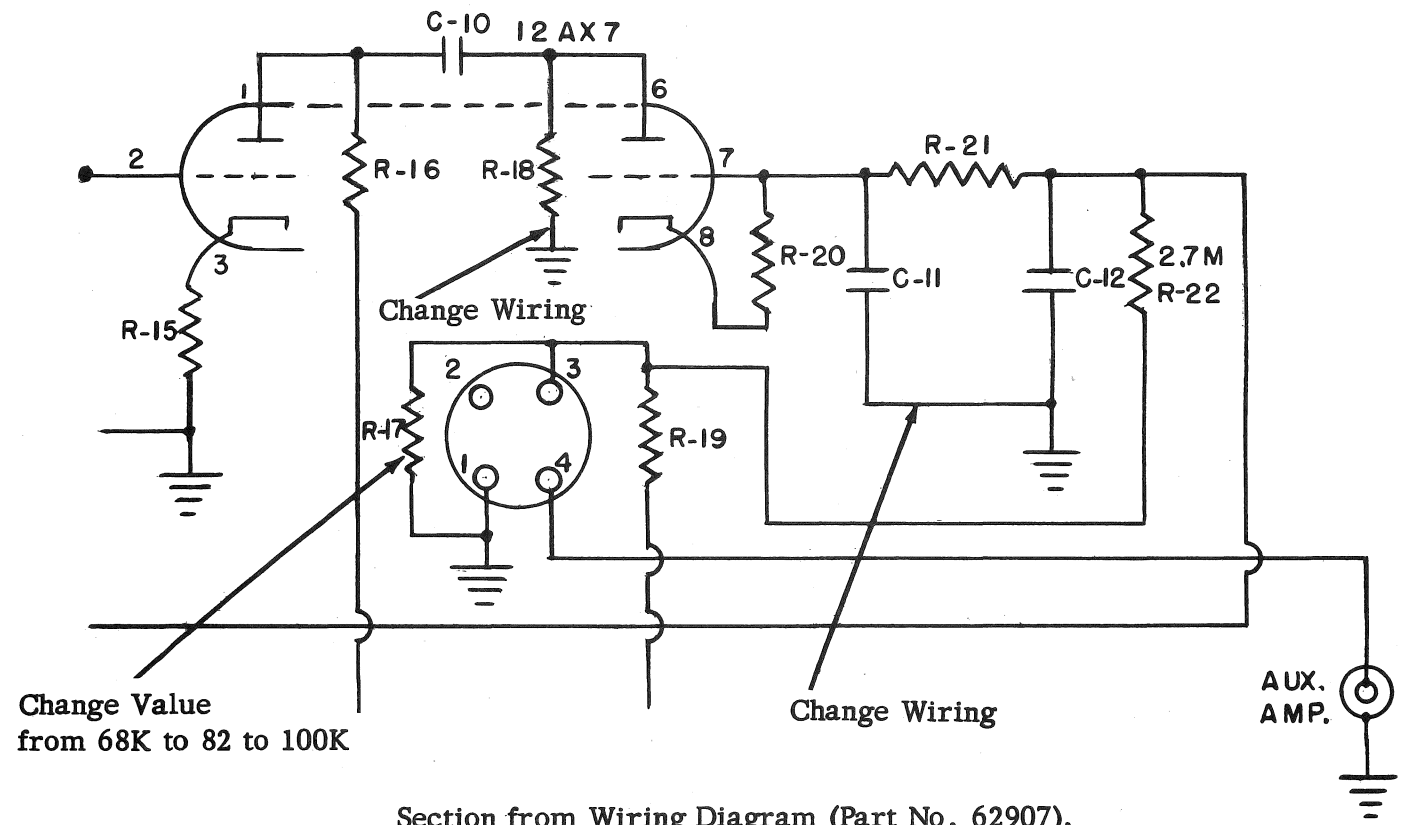 C-10
12 AX 7
1
6
2
R-16
R-18
7
R-21
3
8
R-20
C-11
C-12
2.7M
R-22
Change Wiring
R-15
2
3
R-17
1
4
R-19
Change Value
from 68K to 82 to 100K
Change Wiring
AUX.
AMP.
Section from Wiring Diagram (Part No. 62907).